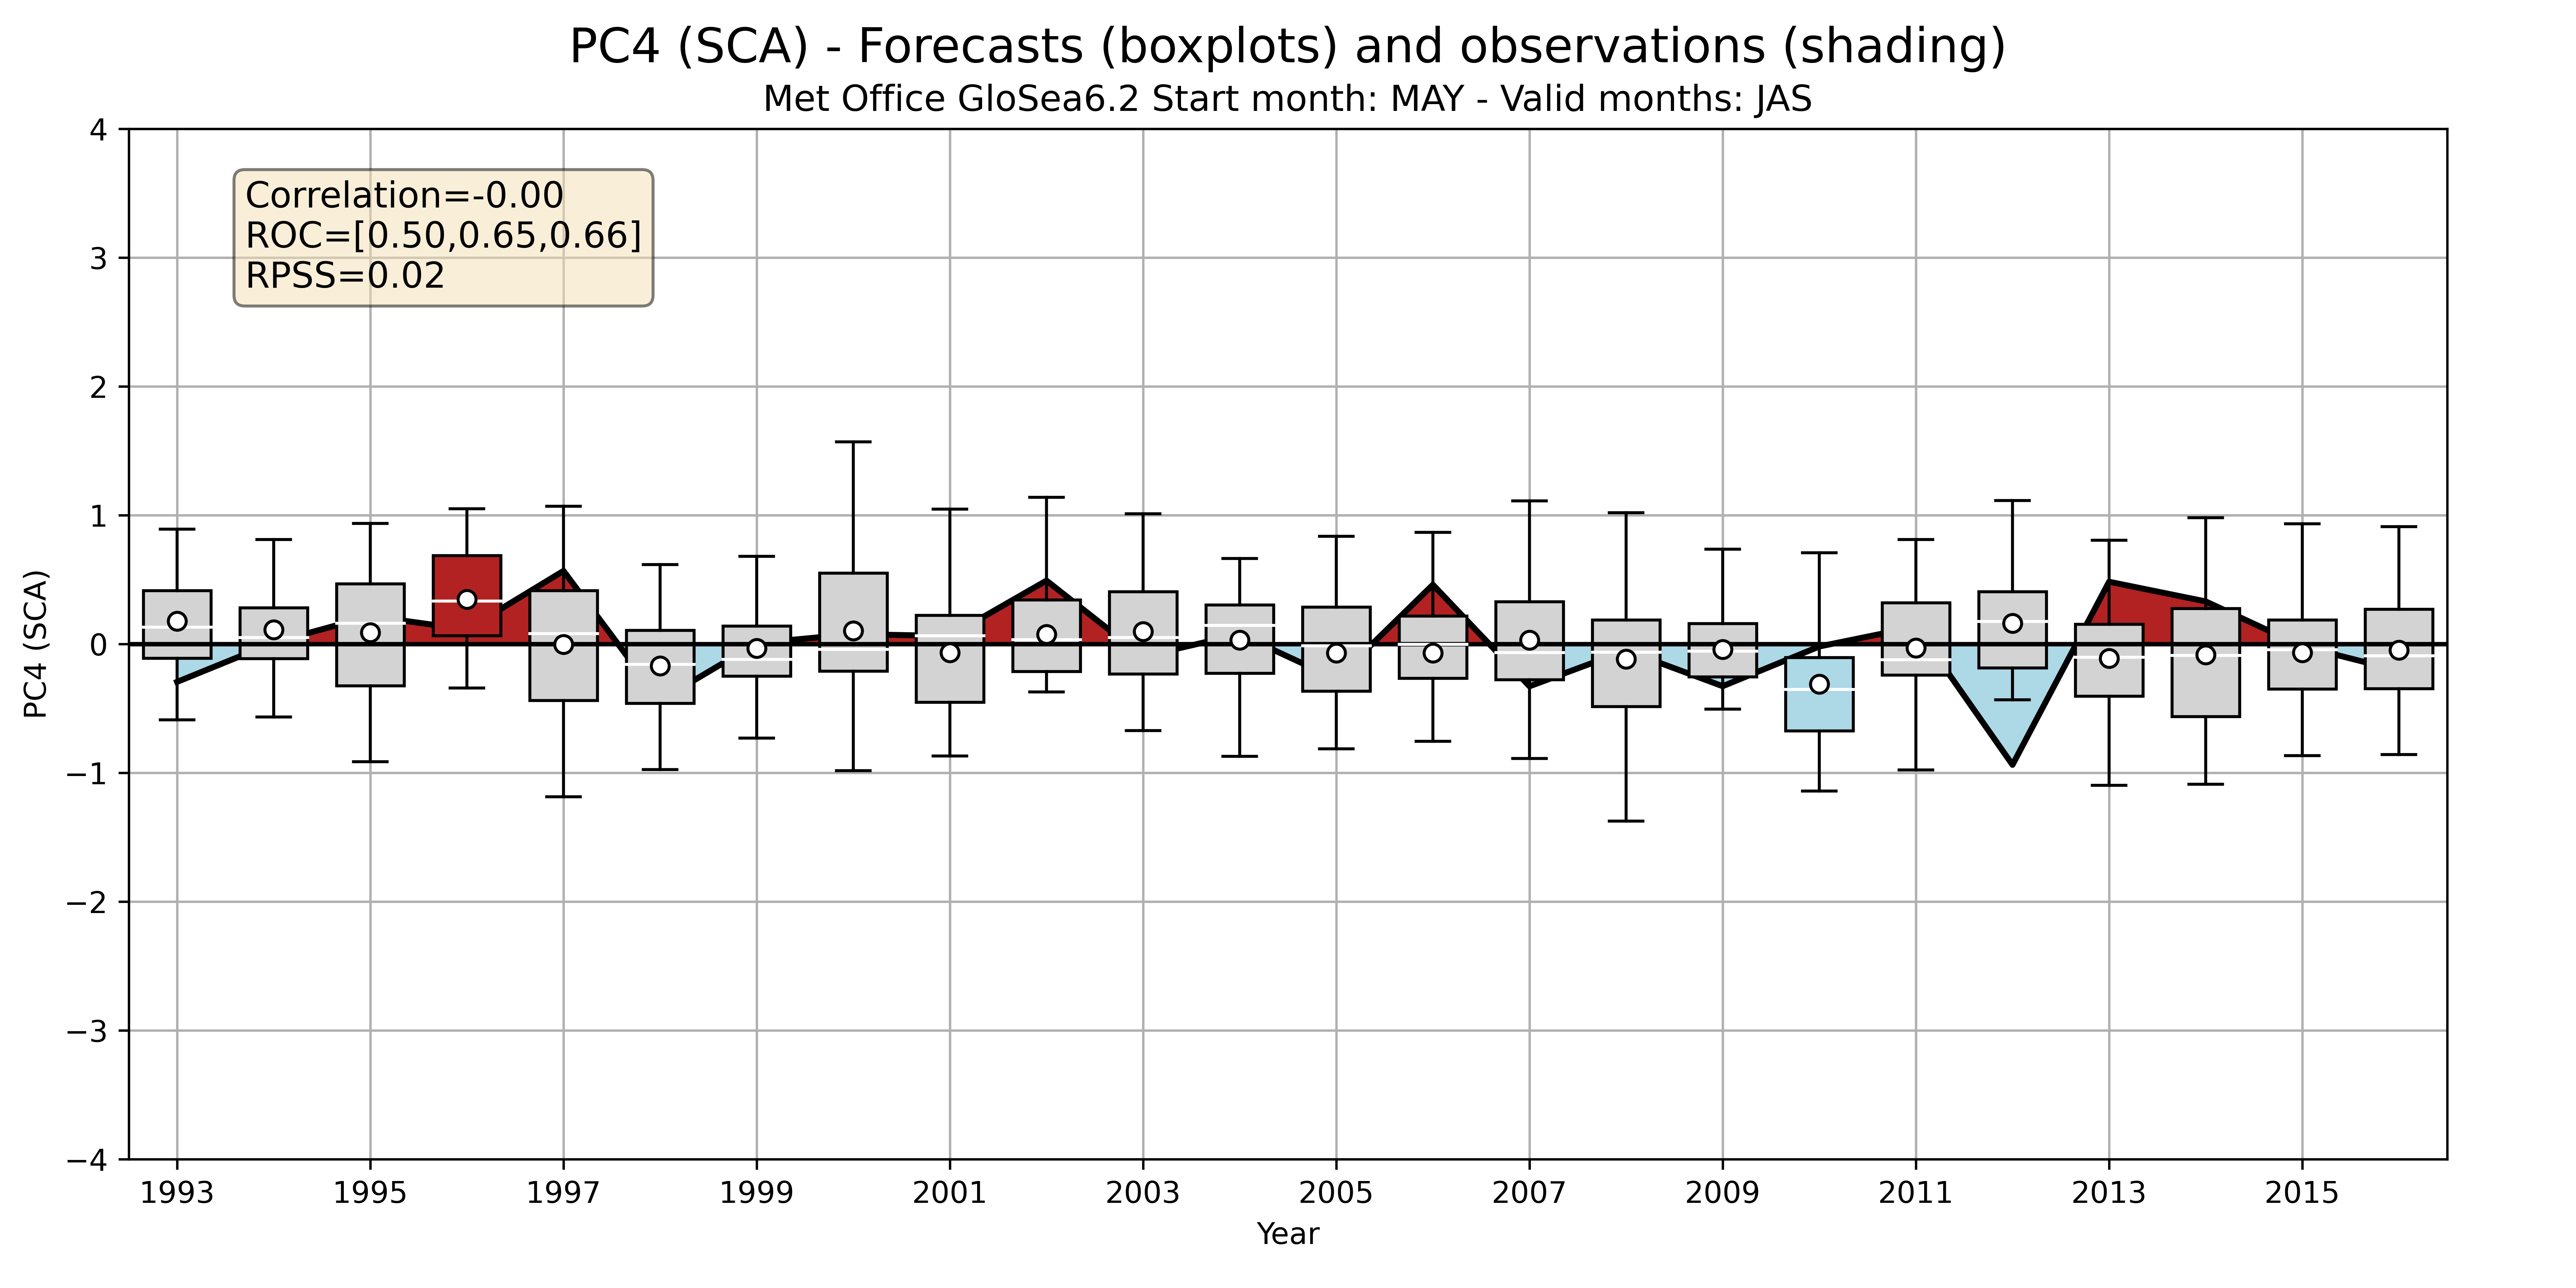 PC4 (SCA) - Forecasts (boxplots) and observations (shading)
Met Office GloSea6.2 Start month: MAY - Valid months: JAS
Correlation=-0.00
ROC=[0.50,0.65,0.66]
RPSS=0.02
PC4 (SCA)
4
3
2
1
0
−1
−2
−3
−4
1993 1995 1997 1999 2001 2003 2005 2007 2009 2011 2013 2015
Year